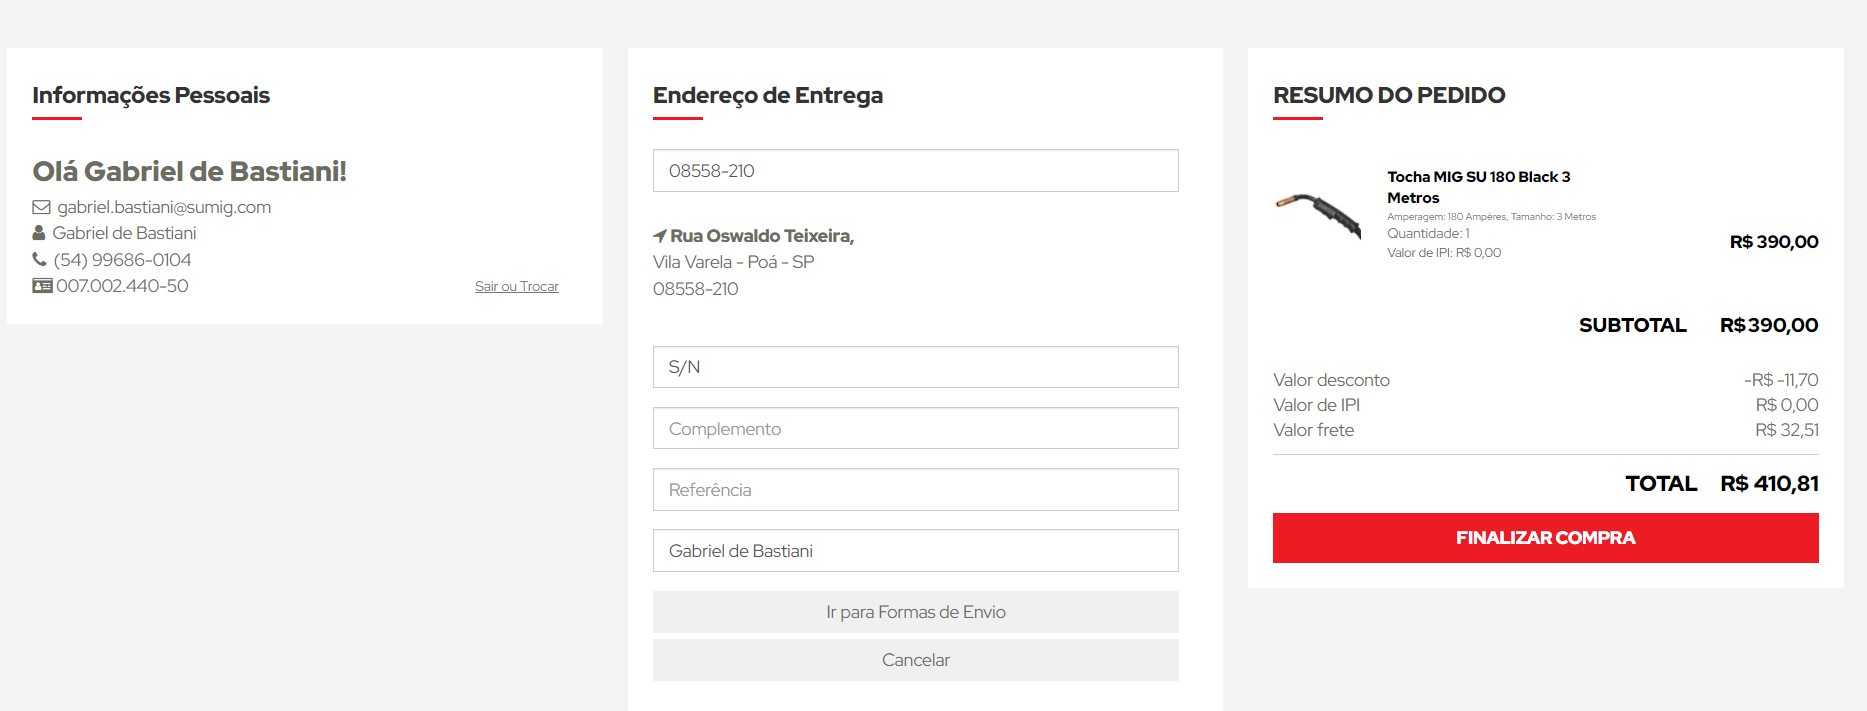 Informações Pessoais
Olá Gabriel de Bastiani!
gabriel.bastiani@sumig.com
Gabriel de Bastiani
(54) 99686-0104
007.002.440-50
Sair ou Trocar
Endereço de Entrega
08558-210
Rua Oswaldo Teixeira,
Vila Varela - Poá - SP
08558-210
S/N
Complemento
Referência
Gabriel de Bastiani
Ir para Formas de Envio
Cancelar
RESUMO DO PEDIDO
Tocha MIG SU 180 Black 3
Metros
Amperagem: 180 Ampères, Tamanho: 3 Metros
Quantidade: 1
Valor de IPI: R$ 0,00
R$ 390,00
SUBTOTAL R$ 390,00
Valor desconto -R$ -11,70
Valor de IPI R$ 0,00
Valor frete R$ 32,51
TOTAL R$ 410,81
FINALIZAR COMPRA